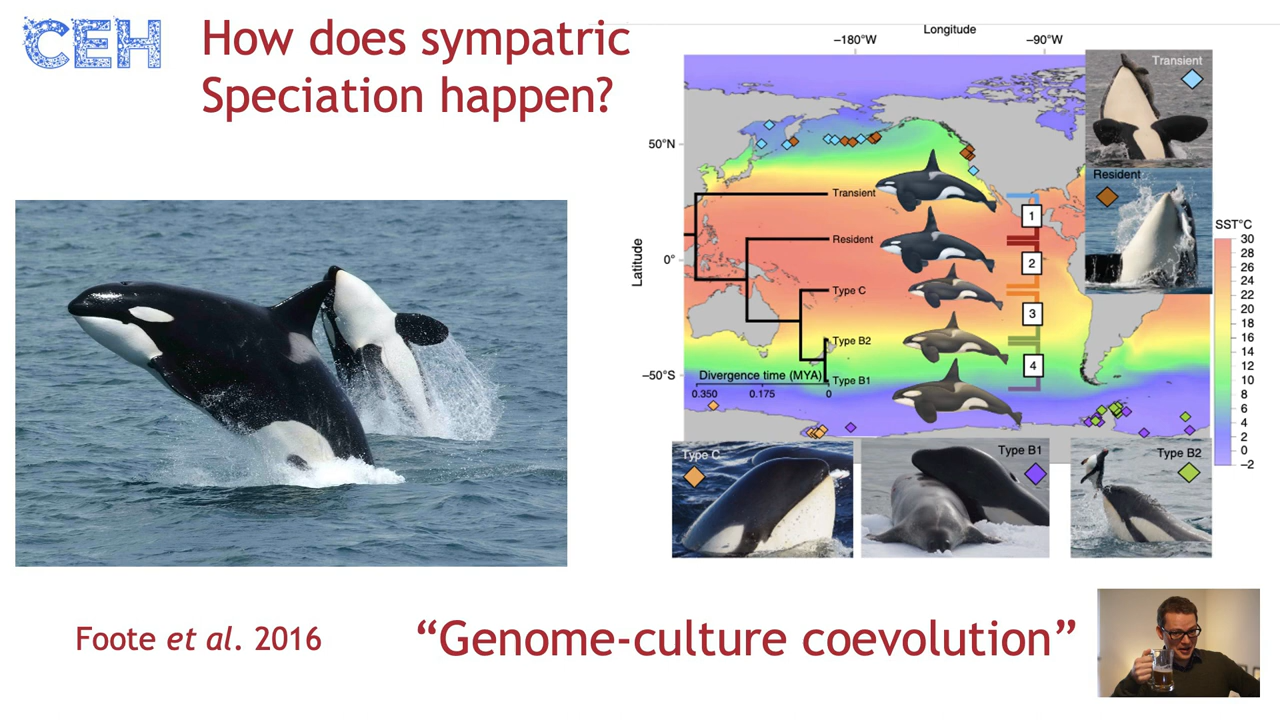 CEH
How does sympatric
Speciation happen?
Longitude
–180°W
–90°W
Latitude
50°N
0°
–50°S
Transient
Resident
Type C
Type B2
Type B1
Divergence time (MYA)
0.350
0.175
0
1
2
3
4
Transient
Resident
SST°C
30
28
26
24
22
20
18
16
14
12
10
8
6
4
2
0
–2
Type C
Type B1
Type B2
Foote et al. 2016
“Genome-culture coevolution”